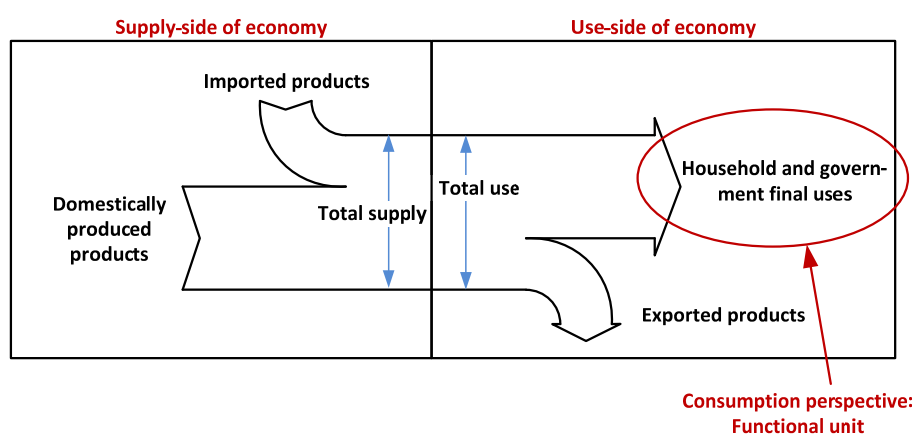 Supply-side of economy
Use-side of economy
Imported products
Domestically
produced
products
Total supply
Total use
Household and govern-
ment final uses
Exported products
Consumption perspective:
Functional unit